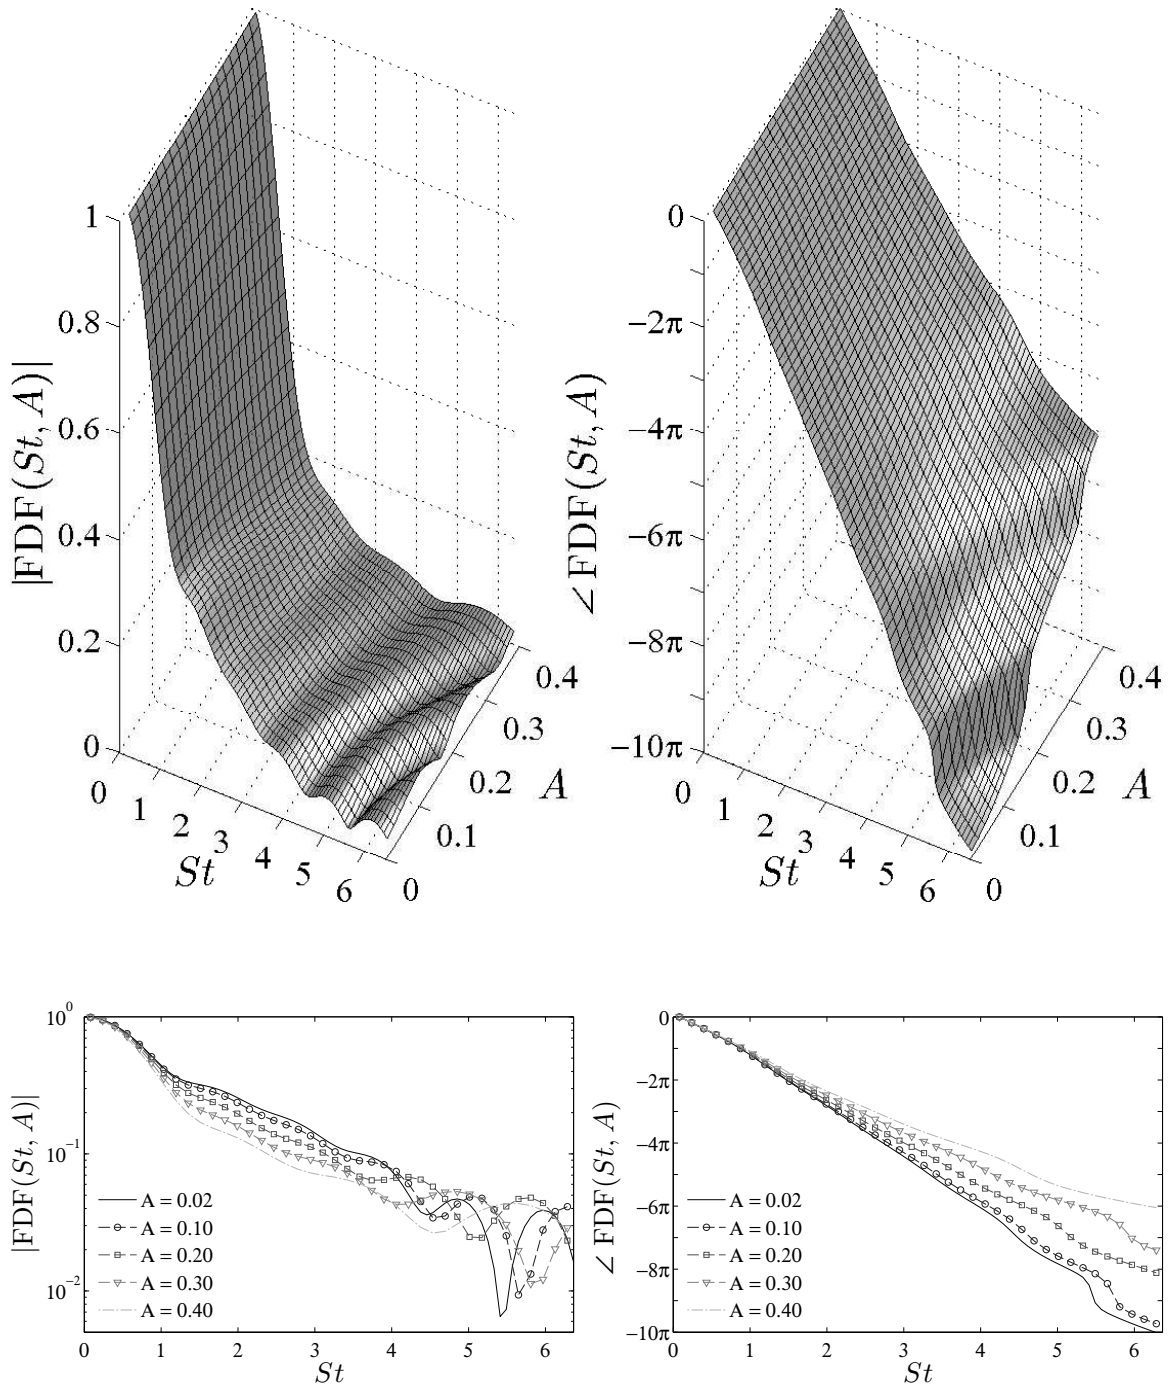 |FDF(St, A)|
1
0.8
0.6
0.4
0.2
0
0 1 2 3 4 5 6
St
0 0.1 0.2 0.3 0.4
A
∠FDF(St, A)
0
−2π
−4π
−6π
−8π
−10π
0 1 2 3 4 5 6
St
0 0.1 0.2 0.3 0.4
A
|FDF(St, A)|
10^0
10^-1
10^-2
A = 0.02
A = 0.10
A = 0.20
A = 0.30
A = 0.40
0 1 2 3 4 5 6
St
∠ FDF(St, A)
0
−2π
−4π
−6π
−8π
−10π
A = 0.02
A = 0.10
A = 0.20
A = 0.30
A = 0.40
0 1 2 3 4 5 6
St